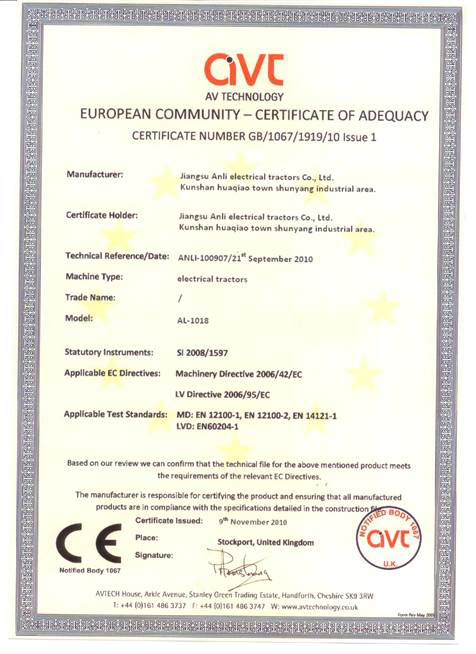 avt
AV TECHNOLOGY
EUROPEAN COMMUNITY – CERTIFICATE OF ADEQUACY
CERTIFICATE NUMBER GB/1067/1919/10 Issue 1
Manufacturer: Jiangsu Anli electrical tractors Co., Ltd.
Kunshan huaqiao town shunyang industrial area.
Certificate Holder: Jiangsu Anli electrical tractors Co., Ltd.
Kunshan huaqiao town shunyang industrial area.
Technical Reference/Date: ANLI-100907/21st September 2010
Machine Type: electrical tractors
Trade Name: /
Model: AL-1018
Statutory Instruments: SI 2008/1597
Applicable EC Directives: Machinery Directive 2006/42/EC
LV Directive 2006/95/EC
Applicable Test Standards: MD: EN 12100-1, EN 12100-2, EN 14121-1
LVD: EN60204-1
Based on our review we can confirm that the technical file for the above mentioned product meets
the requirements of the relevant EC Directives.
The manufacturer is responsible for certifying the product and ensuring that all manufactured
products are in compliance with the specifications detailed in the construction
Certificate Issued: 9th November 2010
Place: Stockport, United Kingdom
Signature:
CE
Notified Body 1067
NOTIFIED BODY 1067
avt
U.K.
AVTECH House, Arkle Avenue, Stanley Green Trading Estate, Handforth, Cheshire SK9 3RW
T: +44 (0)161 486 3737 F: +44 (0)161 486 3747 W: www.avtechnology.co.uk